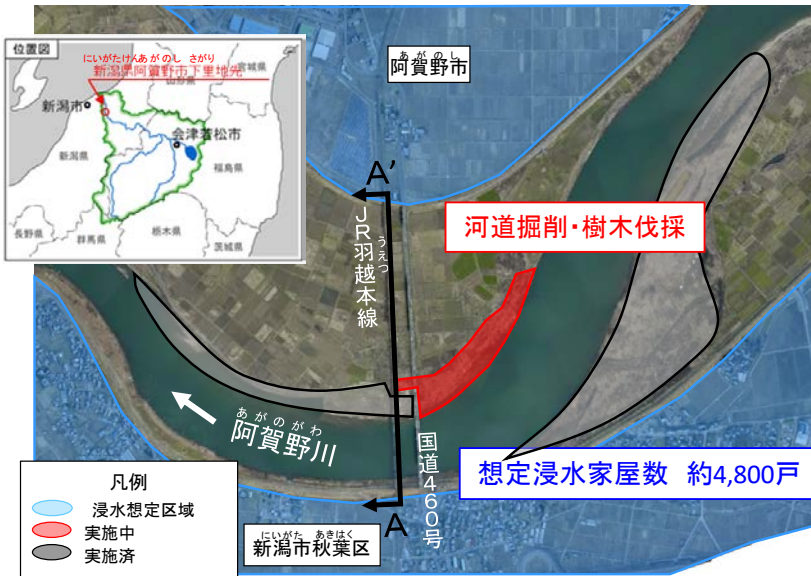 位置図
にいがたけんあがのし さがり
新潟県阿賀野市下里地先
山形県
宮城県
新潟市
会津若松市
新潟県
福島県
長野県
群馬県
栃木県
茨城県
あがのし
阿賀野市
A’
JR羽越本線
うえつ
河道掘削・樹木伐採
あがのがわ
阿賀野川
国道460号
想定浸水家屋数 約4,800戸
A
にいがた あきはく
新潟市秋葉区
凡例
浸水想定区域
実施中
実施済